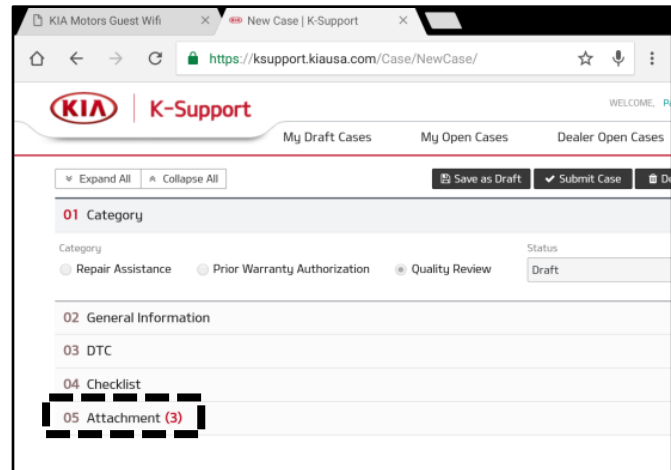 KIA Motors Guest Wifi
New Case | K-Support
https://ksupport.kiausa.com/Case/NewCase/
KIA K-Support
WELCOME,
My Draft Cases My Open Cases Dealer Open Cases
Expand All Collapse All Save as Draft Submit Case
01 Category
Category Status
Repair Assistance Prior Warranty Authorization Quality Review Draft
02 General Information
03 DTC
04 Checklist
05 Attachment (3)